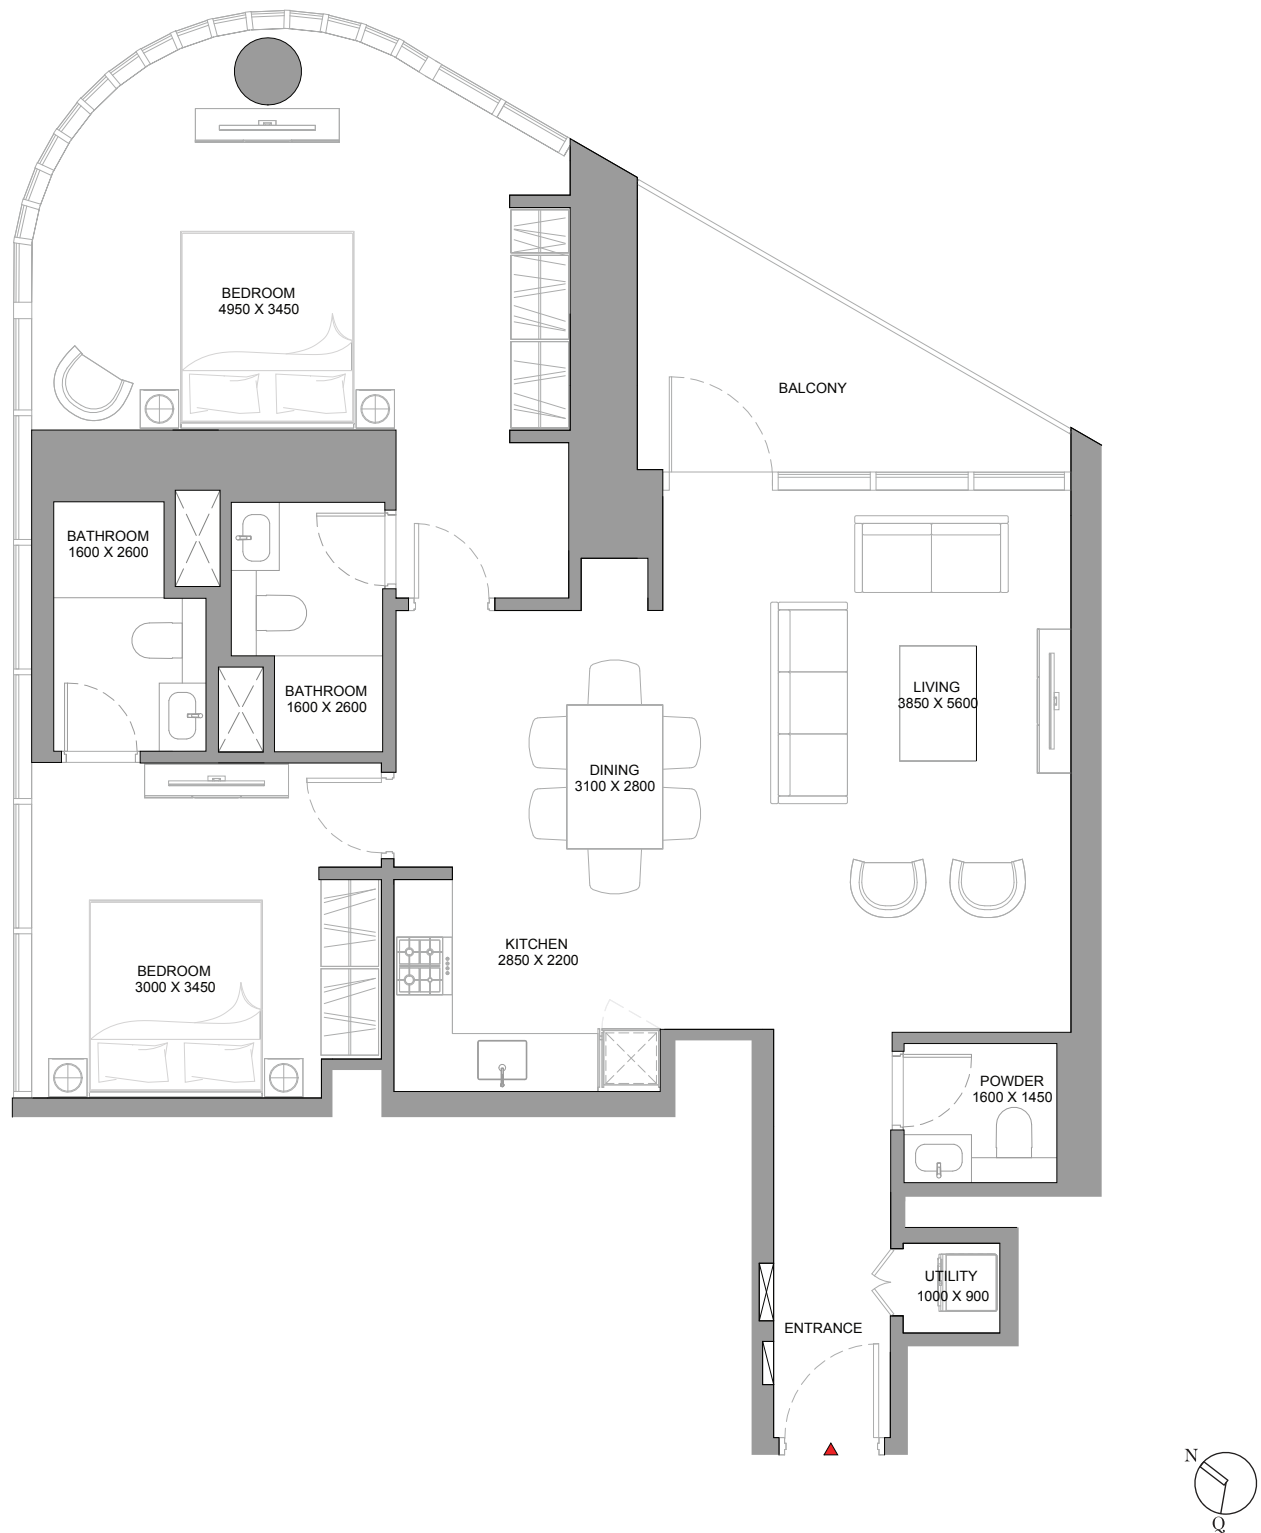 BEDROOM
4950 X 3450
BALCONY
BATHROOM
1600 X 2600
BATHROOM
1600 X 2600
LIVING
3850 X 5600
DINING
3100 X 2800
KITCHEN
2850 X 2200
BEDROOM
3000 X 3450
POWDER
1600 X 1450
UTILITY
1000 X 900
ENTRANCE
N
Q